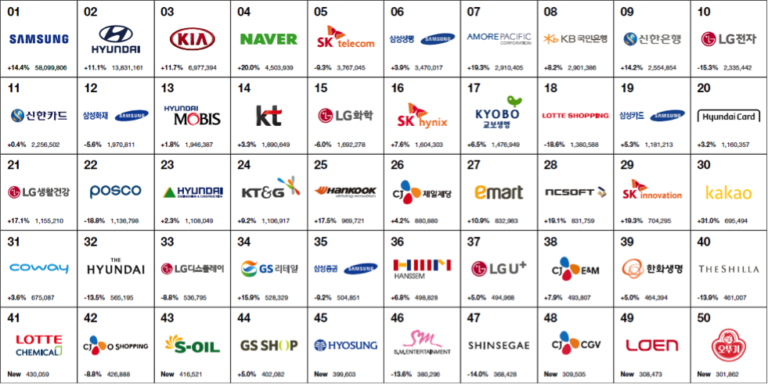 01 02 03 04 05 06 07 08 09 10
SAMSUNG HYUNDAI KIA NAVER SK telecom 삼성생명 SAMSUNG AMOREPACIFIC CORPORATION KB국민은행 신한은행 LG전자
+14.4% 58,099,806 +11.1% 13,831,161 +11.7% 6,977,394 +20.0% 4,503,939 -9.3% 3,767,045 +3.9% 3,470,017 +19.3% 2,910,405 +8.2% 2,901,386 +14.2% 2,554,854 -15.3% 2,335,442
11 12 13 14 15 16 17 18 19 20
신한카드 삼성화재 SAMSUNG HYUNDAI MOBIS kt LG화학 SK hynix KYOBO 교보생명 LOTTE SHOPPING 삼성카드 SAMSUNG HyundaiCard
+0.4% 2,256,502 -5.6% 1,970,811 +1.8% 1,946,387 +3.3% 1,890,649 -6.0% 1,692,278 +7.6% 1,604,303 +6.5% 1,476,948 -18.6% 1,380,588 +5.3% 1,181,213 +3.2% 1,160,357
21 22 23 24 25 26 27 28 29 30
LG생활건강 posco HYUNDAI KT&G HANKOOK CJ 제일제당 emart NCSOFT SK innovation kakao
+17.1% 1,155,210 -18.8% 1,136,798 +2.3% 1,108,049 +9.2% 1,106,917 +17.5% 969,721 +4.2% 880,880 +10.9% 832,983 +19.1% 831,759 +19.3% 704,295 +31.0% 695,494
31 32 33 34 35 36 37 38 39 40
coway THE HYUNDAI LG디스플레이 GS리테일 삼성증권 SAMSUNG HANSSEM LG U+ CJ E&M 한화생명 THE SHILLA
+3.6% 675,087 -13.5% 565,195 -8.8% 536,795 +15.9% 528,329 -9.2% 504,851 +6.8% 498,828 +5.0% 494,968 +7.9% 493,807 +5.0% 464,394 -13.9% 461,007
41 42 43 44 45 46 47 48 49 50
LOTTE CHEMICAL CJ O SHOPPING S-OIL GS SHOP HYOSUNG SM S.M.ENTERTAINMENT SHINSEGAE CJ CGV LOEN 오뚜기
New 430,059 -8.8% 426,888 New 416,521 +5.0% 402,082 New 399,603 -13.6% 380,296 -14.0% 368,428 New 309,505 New 308,473 New 301,862